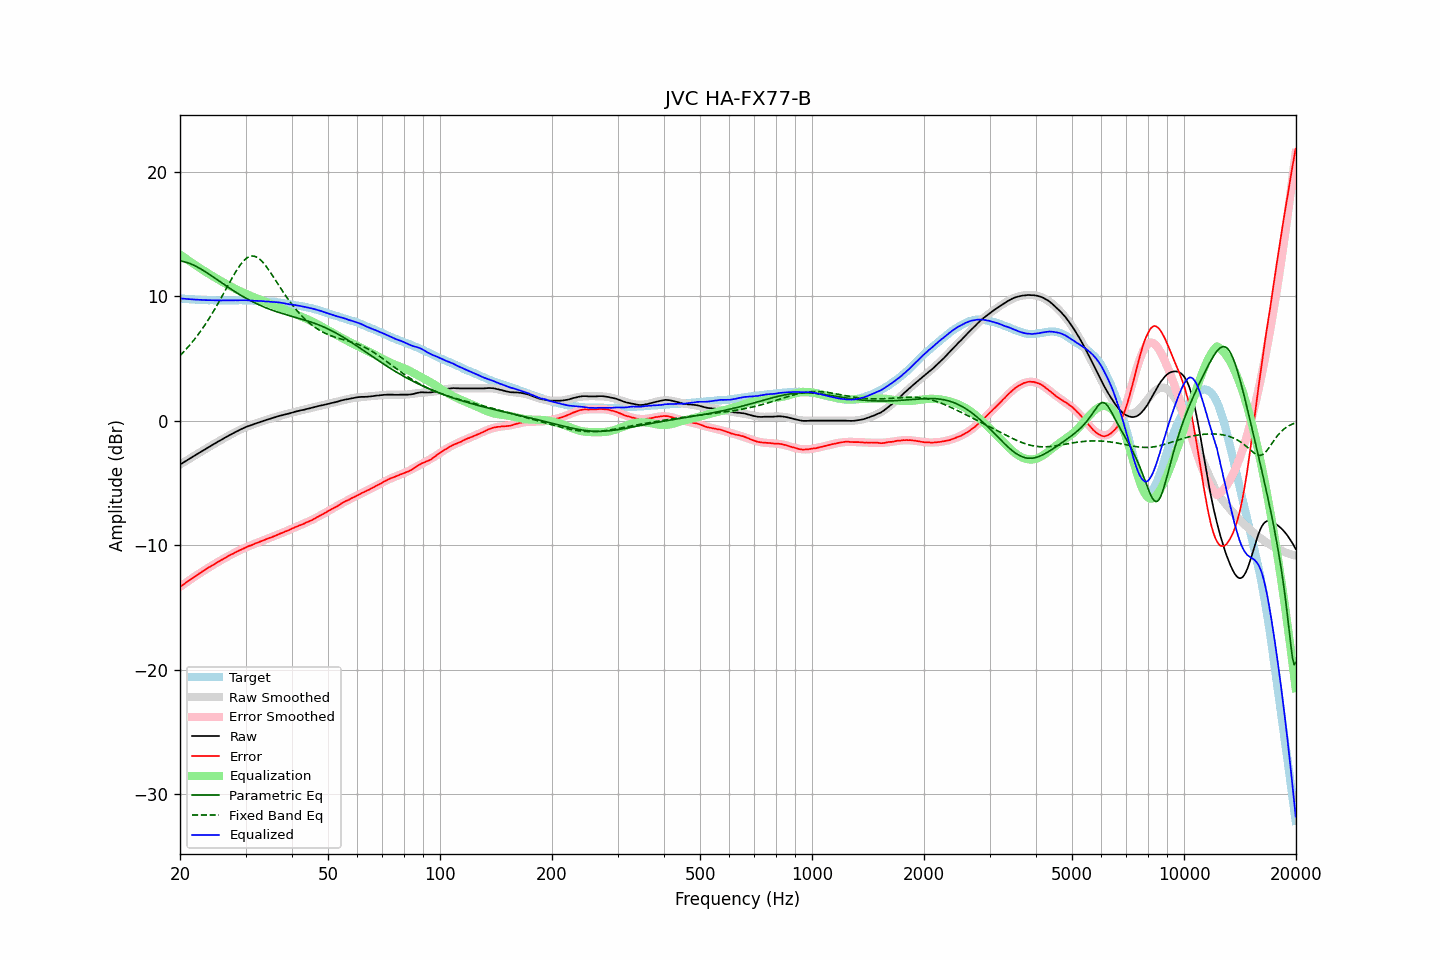 JVC HA-FX77-B
Amplitude (dBr)
20
10
0
−10
−20
−30
Target
Raw Smoothed
Error Smoothed
Raw
Error
Equalization
Parametric Eq
Fixed Band Eq
Equalized
20 50 100 200 500 1000 2000 5000 10000 20000
Frequency (Hz)